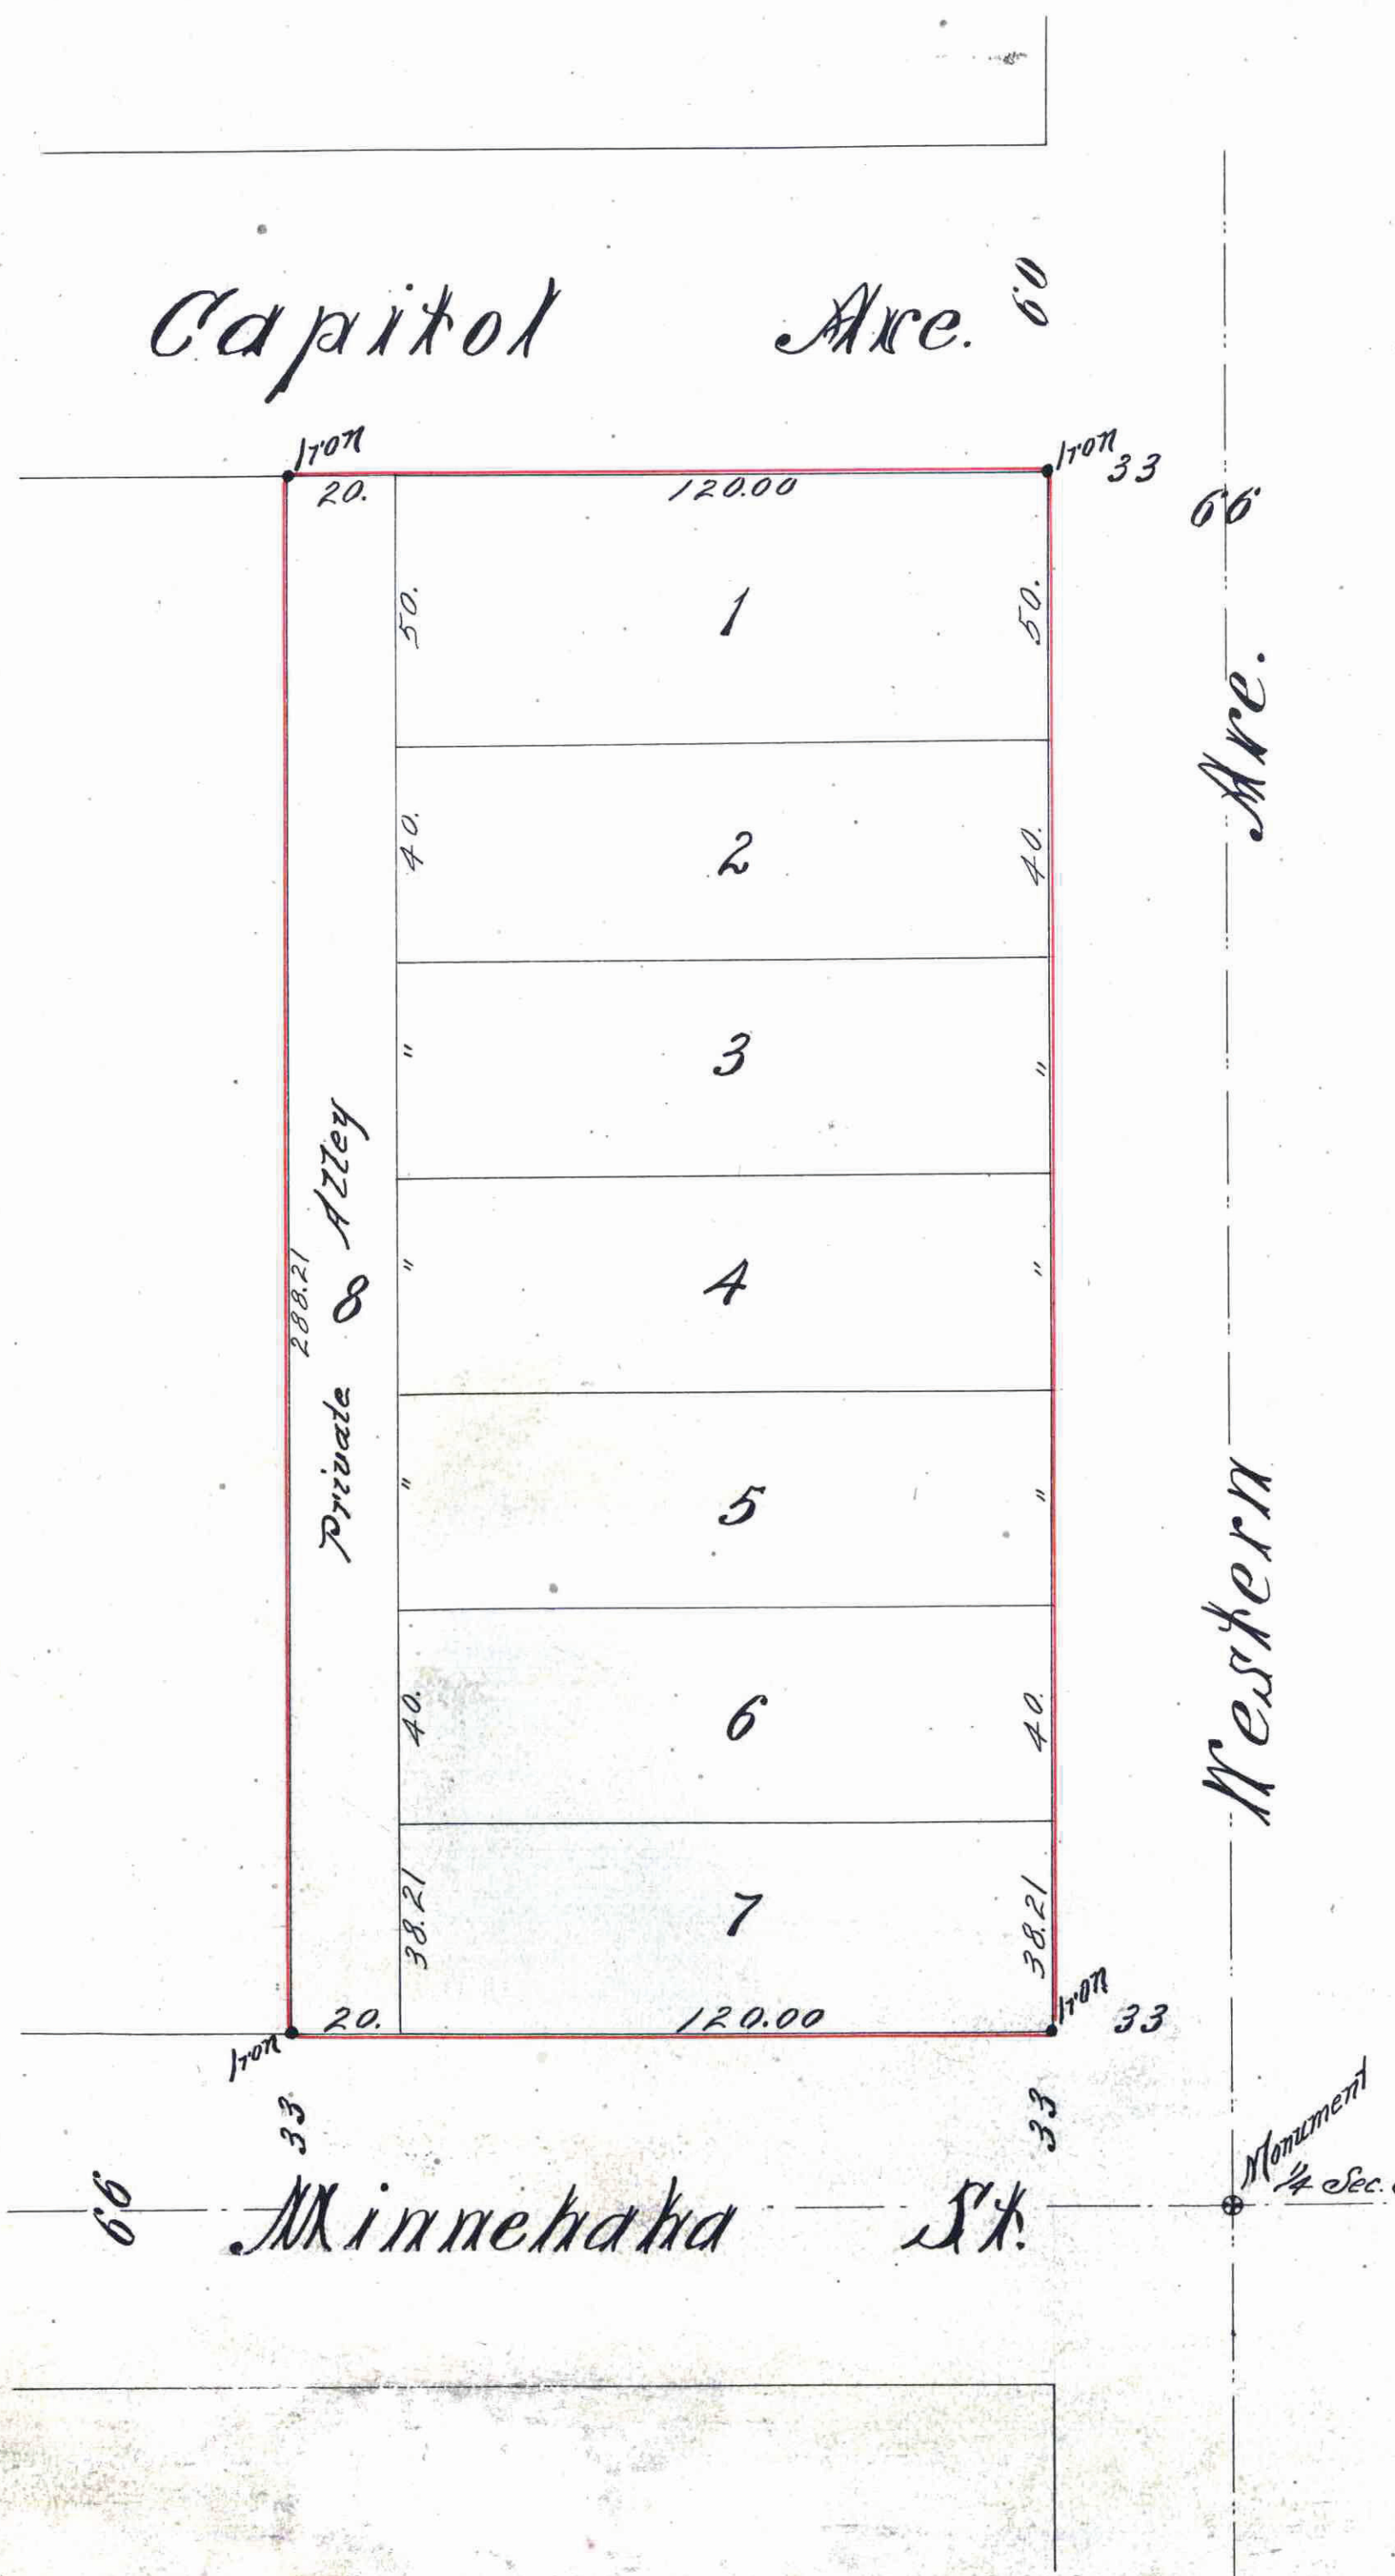 Capitol Ave. 60
Iron
Iron
33
20.
120.00
66
50.
1
50.
Ave.
40.
2
40.
"
3
"
Private 8 Alley
288.21
"
4
"
"
5
"
Western
40.
6
40.
38.21
7
38.21
20.
120.00
Iron
33
Iron
33
33
Monument
1/4 Sec.
66
Minnehaha St.